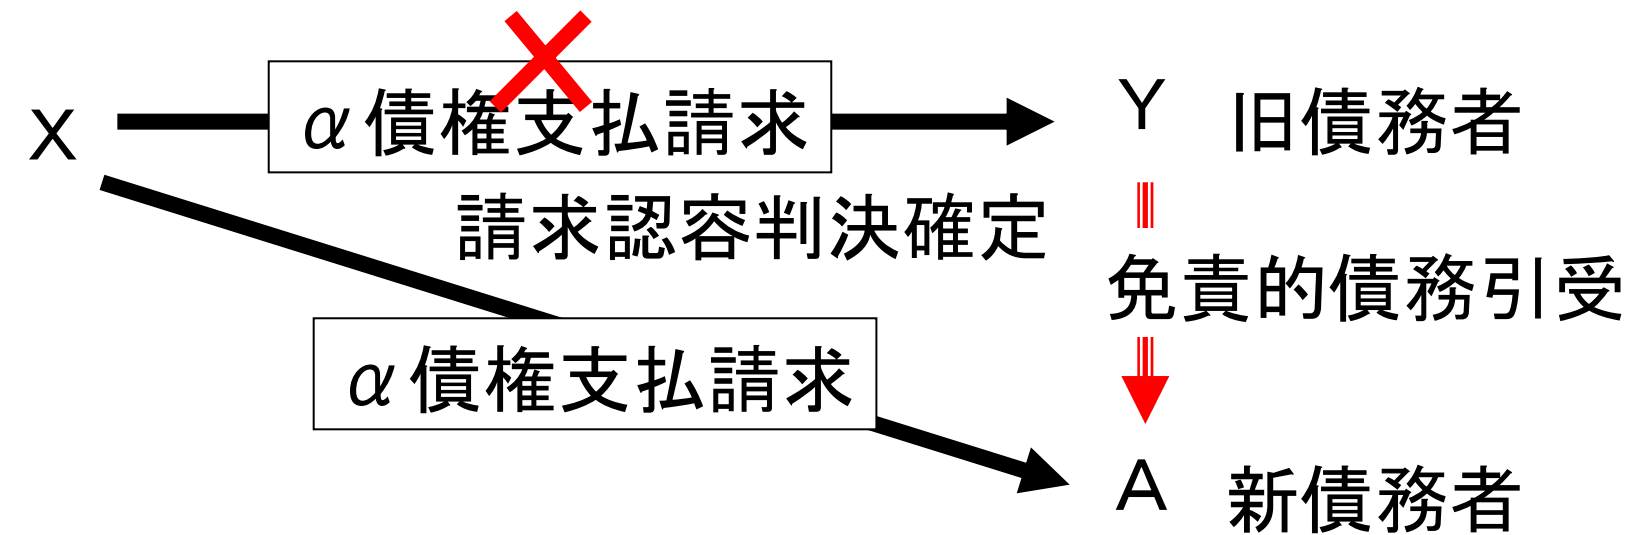 X
α債権支払請求
Y 旧債務者
請求認容判決確定
免責的債務引受
α債権支払請求
A 新債務者